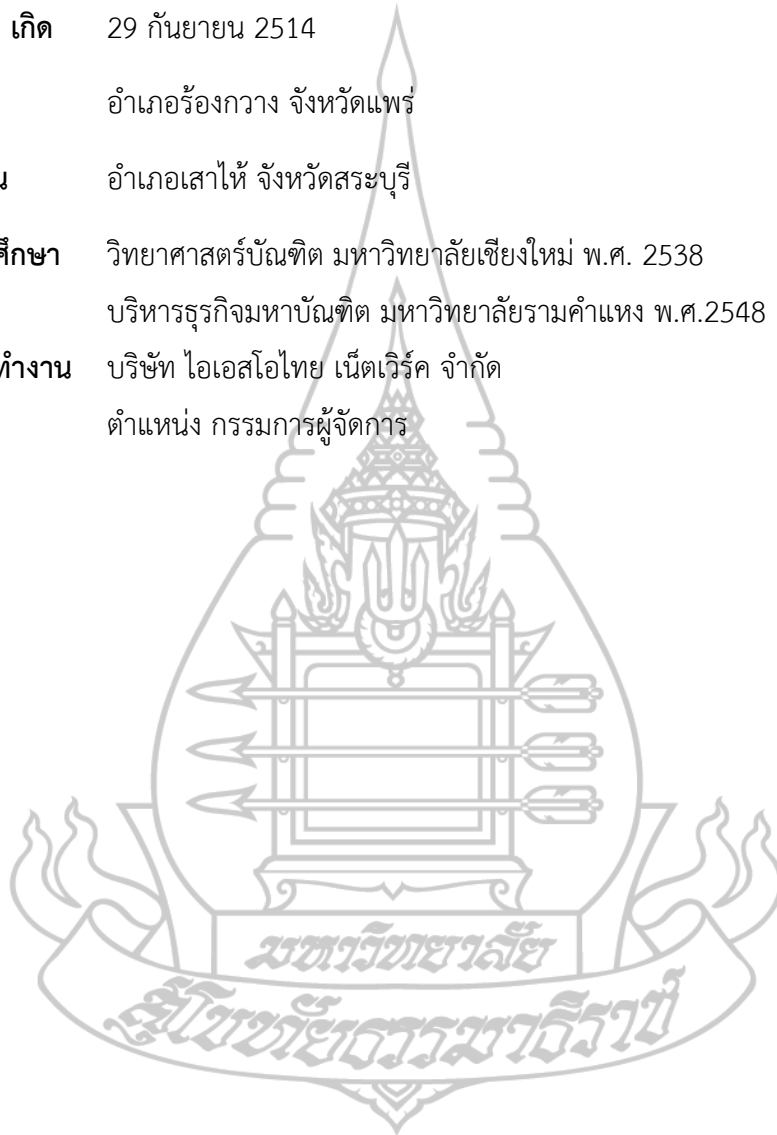 เกิด 29 กันยายน 2514
อำเภอร้องกวาง จังหวัดแพร่
อำเภอเสาไห้ จังหวัดสระบุรี
ศึกษา วิทยาศาสตร์บัณฑิต มหาวิทยาลัยเชียงใหม่ พ.ศ. 2538
บริหารธุรกิจมหาบัณฑิต มหาวิทยาลัยรามคำแหง พ.ศ.2548
ทำงาน บริษัท ไอเอสโอไทย เน็ตเวิร์ค จำกัด
ตำแหน่ง กรรมการผู้จัดการ
มหาวิทยาลัย
สุโขทัยธรรมาธิราช